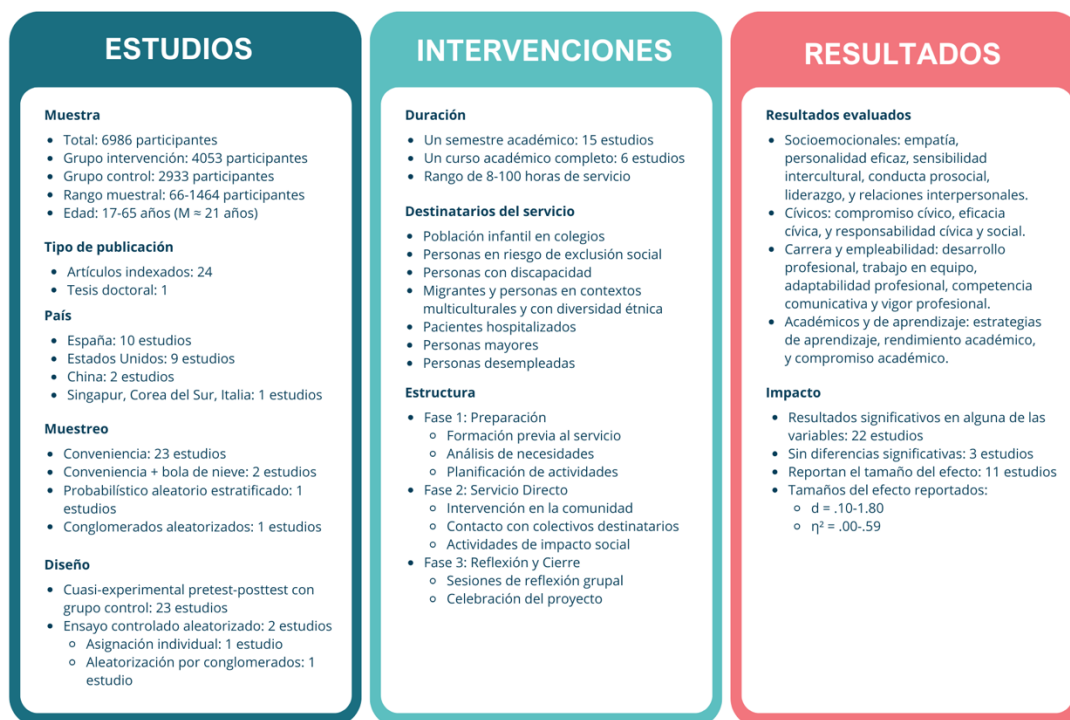 ESTUDIOS
Muestra
• Total: 6986 participantes
• Grupo intervención: 4053 participantes
• Grupo control: 2933 participantes
• Rango muestral: 66-1464 participantes
• Edad: 17-65 años (M ≈ 21 años)
Tipo de publicación
• Artículos indexados: 24
• Tesis doctoral: 1
País
• España: 10 estudios
• Estados Unidos: 9 estudios
• China: 2 estudios
• Singapur, Corea del Sur, Italia: 1 estudios
Muestreo
• Conveniencia: 23 estudios
• Conveniencia + bola de nieve: 2 estudios
• Probabilístico aleatorio estratificado: 1
estudios
• Conglomerados aleatorizados: 1 estudios
Diseño
• Cuasi-experimental pretest-posttest con
grupo control: 23 estudios
• Ensayo controlado aleatorizado: 2 estudios
◦ Asignación individual: 1 estudio
◦ Aleatorización por conglomerados: 1
estudio
INTERVENCIONES
Duración
• Un semestre académico: 15 estudios
• Un curso académico completo: 6 estudios
• Rango de 8-100 horas de servicio
Destinatarios del servicio
• Población infantil en colegios
• Personas en riesgo de exclusión social
• Personas con discapacidad
• Migrantes y personas en contextos
multiculturales y con diversidad étnica
• Pacientes hospitalizados
• Personas mayores
• Personas desempleadas
Estructura
• Fase 1: Preparación
◦ Formación previa al servicio
◦ Análisis de necesidades
◦ Planificación de actividades
• Fase 2: Servicio Directo
◦ Intervención en la comunidad
◦ Contacto con colectivos destinatarios
◦ Actividades de impacto social
• Fase 3: Reflexión y Cierre
◦ Sesiones de reflexión grupal
◦ Celebración del proyecto
RESULTADOS
Resultados evaluados
• Socioemocionales: empatía,
personalidad eficaz, sensibilidad
intercultural, conducta prosocial,
liderazgo, y relaciones interpersonales.
• Cívicos: compromiso cívico, eficacia
cívica, y responsabilidad cívica y social.
• Carrera y empleabilidad: desarrollo
profesional, trabajo en equipo,
adaptabilidad profesional, competencia
comunicativa y vigor profesional.
• Académicos y de aprendizaje: estrategias
de aprendizaje, rendimiento académico,
y compromiso académico.
Impacto
• Resultados significativos en alguna de las
variables: 22 estudios
• Sin diferencias significativas: 3 estudios
• Reportan el tamaño del efecto: 11 estudios
• Tamaños del efecto reportados:
◦ d = .10-1.80
◦ η² = .00-.59